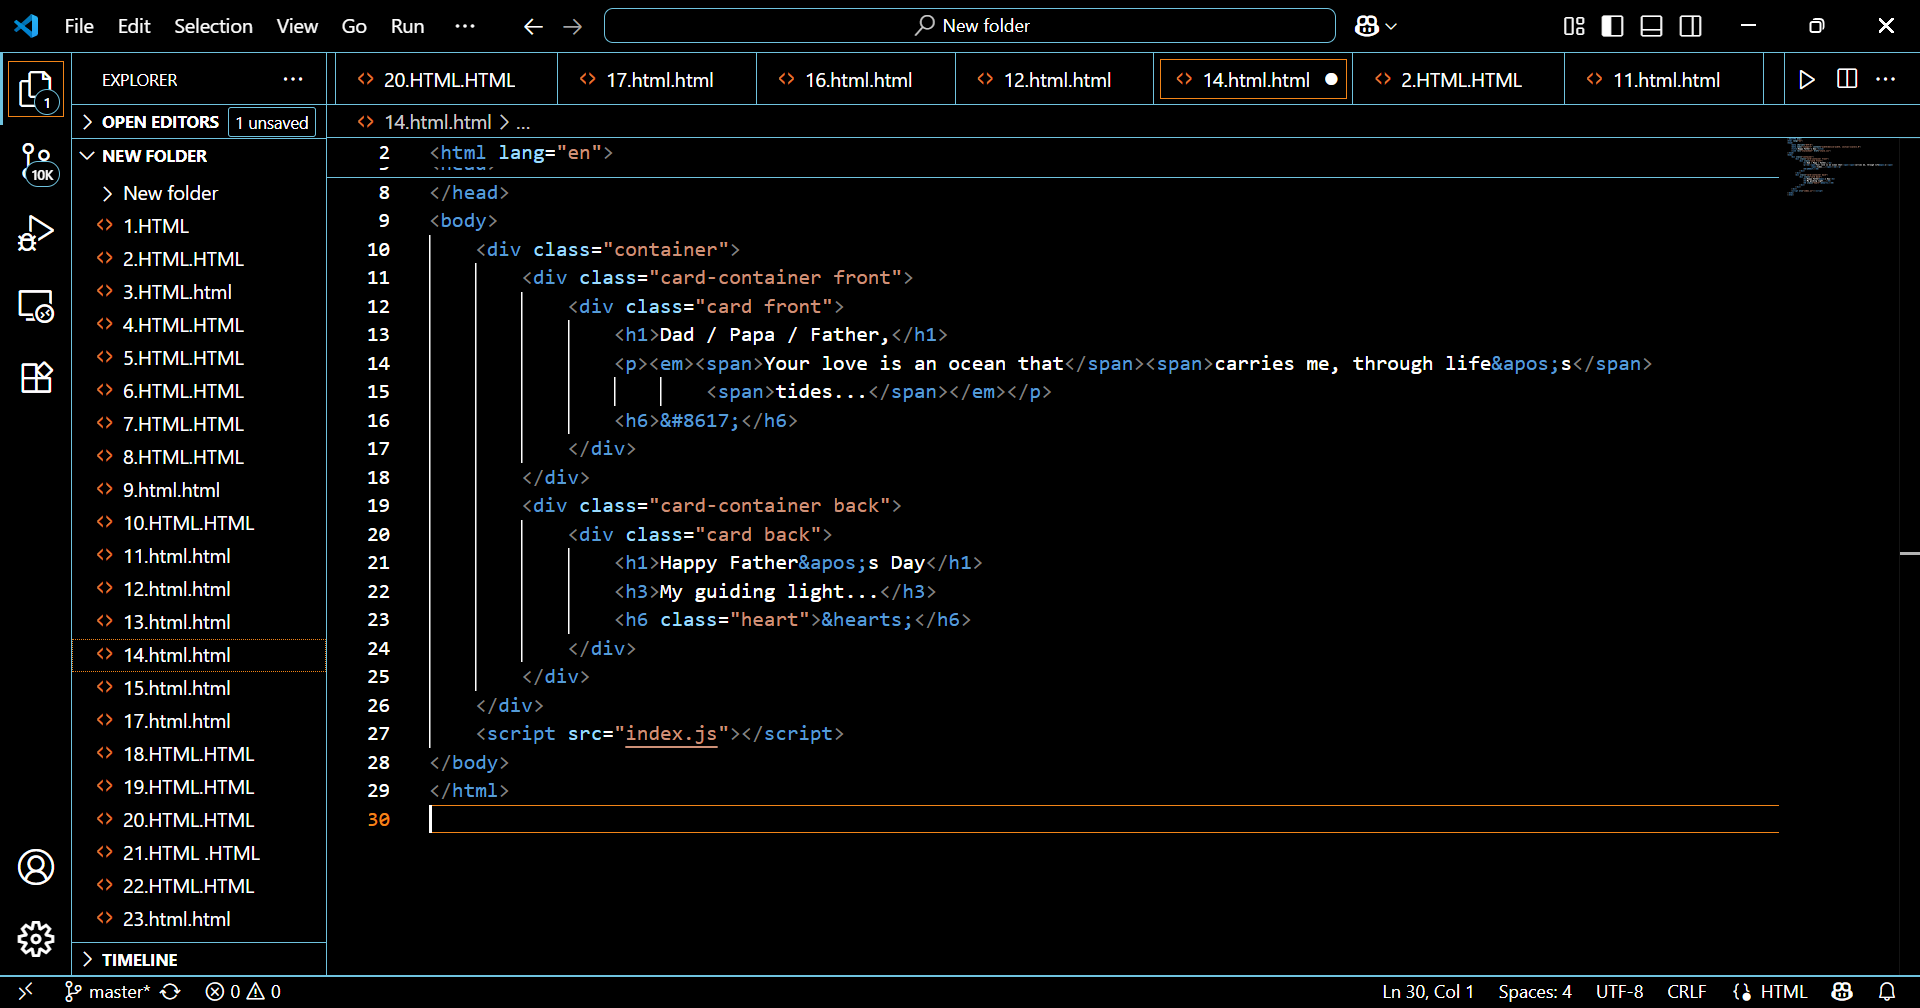 File Edit Selection View Go Run ··· New folder
EXPLORER ···
20.HTML.HTML 17.html.html 16.html.html 12.html.html 14.html.html 2.HTML.HTML 11.html.html ···
1
OPEN EDITORS 1 unsaved
14.html.html > ...
NEW FOLDER
10K
New folder
1.HTML
2.HTML.HTML
3.HTML.html
4.HTML.HTML
5.HTML.HTML
6.HTML.HTML
7.HTML.HTML
8.HTML.HTML
9.html.html
10.HTML.HTML
11.html.html
12.html.html
13.html.html
14.html.html
15.html.html
17.html.html
18.HTML.HTML
19.HTML.HTML
20.HTML.HTML
21.HTML .HTML
22.HTML.HTML
23.html.html
TIMELINE
2 <html lang="en">
8 </head>
9 <body>
10 <div class="container">
11 <div class="card-container front">
12 <div class="card front">
13 <h1>Dad / Papa / Father,</h1>
14 <p><em><span>Your love is an ocean that</span><span>carries me, through life&apos;s</span>
15 <span>tides...</span></em></p>
16 <h6>&#8617;</h6>
17 </div>
18 </div>
19 <div class="card-container back">
20 <div class="card back">
21 <h1>Happy Father&apos;s Day</h1>
22 <h3>My guiding light...</h3>
23 <h6 class="heart">&hearts;</h6>
24 </div>
25 </div>
26 </div>
27 <script src="index.js"></script>
28 </body>
29 </html>
30
master* 0 0 Ln 30, Col 1 Spaces: 4 UTF-8 CRLF HTML